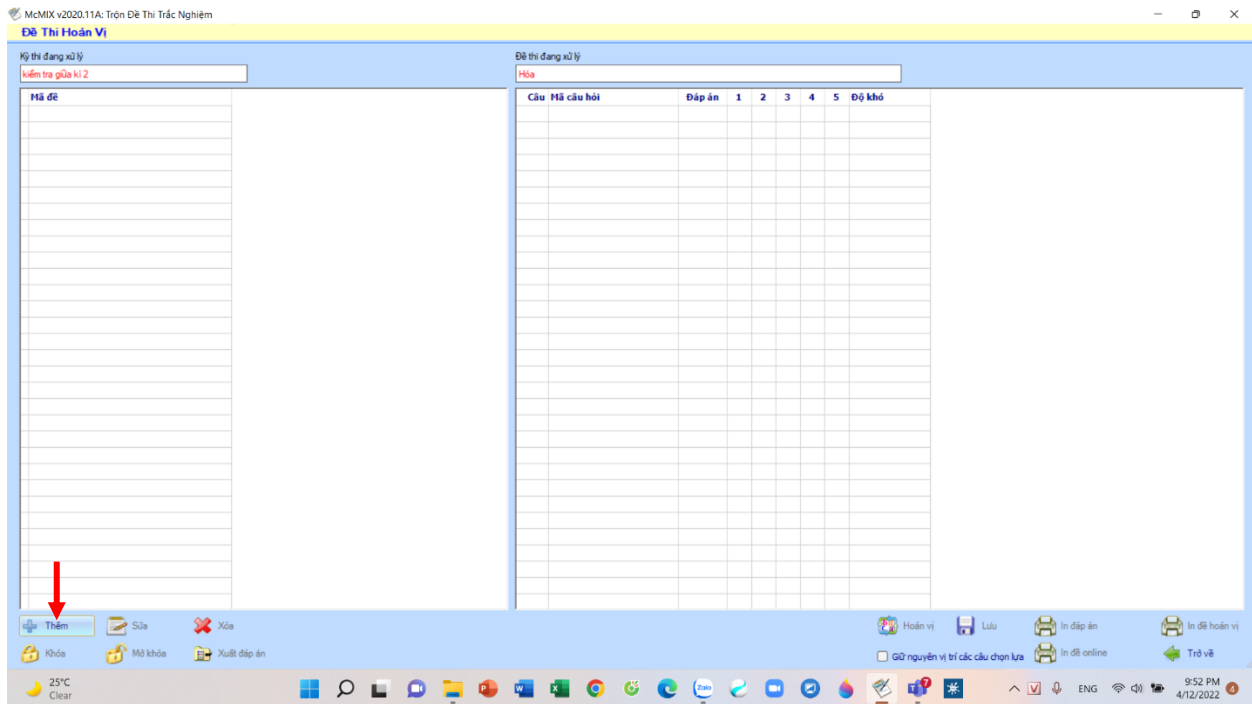 McMIX v2020.11A: Trộn Đề Thi Trắc Nghiệm
Đề Thi Hoán Vị
Kỳ thi đang xử lý
Đề thi đang xử lý
kiểm tra giữa kì 2
Hóa
Mã đề
Câu Mã câu hỏi Đáp án 1 2 3 4 5 Độ khó
Thêm Sửa Xóa
Hoán vị Lưu In đáp án In đề hoán vị
Khóa Mở khóa Xuất đáp án
Giữ nguyên vị trí các câu chọn lựa In đề online Trở về
25°C
Clear
Zalo
7
V
ENG
9:52 PM
4/12/2022
4